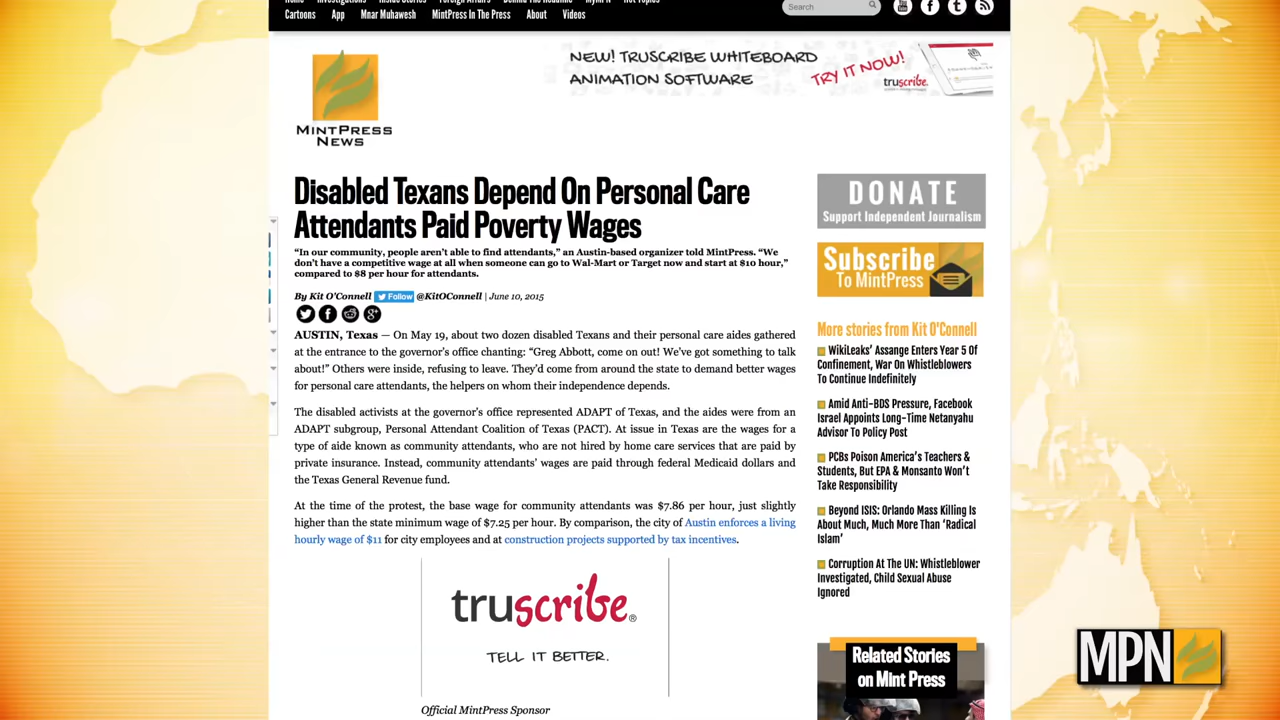 Cartoons App Mnar Muhawesh MintPress In The Press About Videos
Search
NEW! TRUSCRIBE WHITEBOARD
ANIMATION SOFTWARE
TRY IT NOW!
truscribe.
MINTPRESS
NEWS
Disabled Texans Depend On Personal Care
Attendants Paid Poverty Wages
“In our community, people aren’t able to find attendants,” an Austin-based organizer told MintPress. “We
don’t have a competitive wage at all when someone can go to Wal-Mart or Target now and start at $10 hour,”
compared to $8 per hour for attendants.
By Kit O’Connell Follow @KitOConnell | June 10, 2015
AUSTIN, Texas — On May 19, about two dozen disabled Texans and their personal care aides gathered
at the entrance to the governor’s office chanting: “Greg Abbott, come on out! We’ve got something to talk
about!” Others were inside, refusing to leave. They’d come from around the state to demand better wages
for personal care attendants, the helpers on whom their independence depends.
The disabled activists at the governor’s office represented ADAPT of Texas, and the aides were from an
ADAPT subgroup, Personal Attendant Coalition of Texas (PACT). At issue in Texas are the wages for a
type of aide known as community attendants, who are not hired by home care services that are paid by
private insurance. Instead, community attendants’ wages are paid through federal Medicaid dollars and
the Texas General Revenue fund.
At the time of the protest, the base wage for community attendants was $7.86 per hour, just slightly
higher than the state minimum wage of $7.25 per hour. By comparison, the city of Austin enforces a living
hourly wage of $11 for city employees and at construction projects supported by tax incentives.
truscribe®
TELL IT BETTER.
Official MintPress Sponsor
DONATE
Support Independent Journalism
Subscribe
To MintPress
More stories from Kit O’Connell
WikiLeaks’ Assange Enters Year 5 Of
Confinement, War On Whistleblowers
To Continue Indefinitely
Amid Anti-BDS Pressure, Facebook
Israel Appoints Long-Time Netanyahu
Advisor To Policy Post
PCBs Poison America’s Teachers &
Students, But EPA & Monsanto Won’t
Take Responsibility
Beyond ISIS: Orlando Mass Killing Is
About Much, Much More Than ‘Radical
Islam’
Corruption At The UN: Whistleblower
Investigated, Child Sexual Abuse
Ignored
Related Stories
on Mint Press
MPN